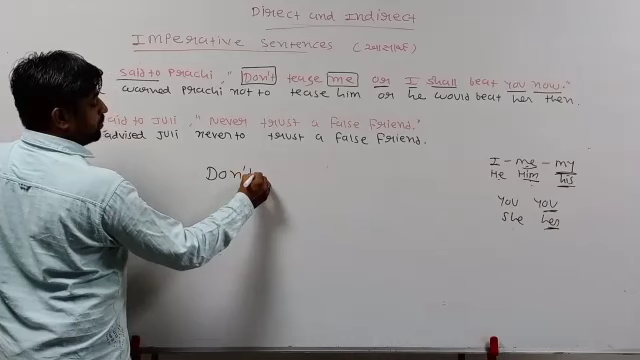 Direct and Indirect
Imperative Sentences
said to Prachi, "Don't tease me or I shall beat you now."
warned Prachi not to tease him or he would beat her then.
said to Juli, "Never trust a false friend."
advised Juli never to trust a false friend.
Don't
I - me - my
He Him his
you you
She her